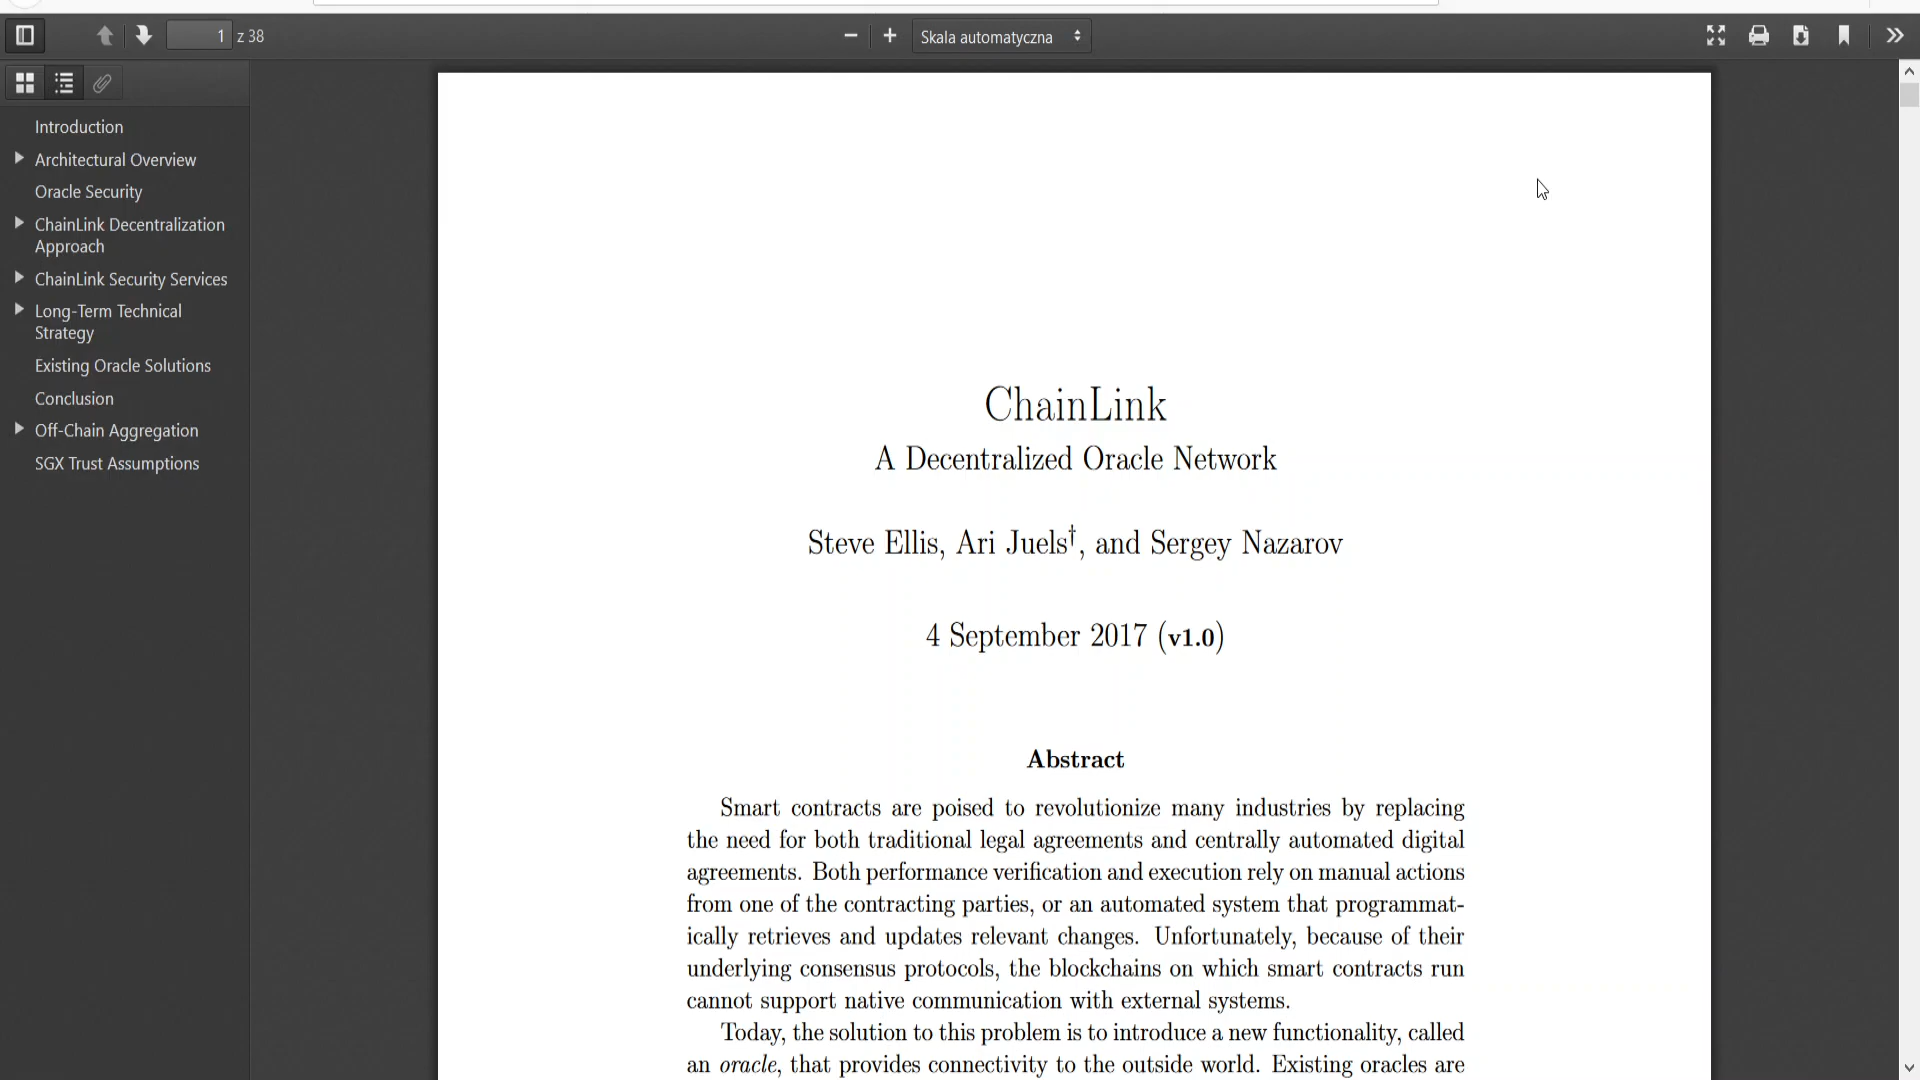 1 z 38
Skala automatyczna
Introduction
Architectural Overview
Oracle Security
ChainLink Decentralization
Approach
ChainLink Security Services
Long-Term Technical
Strategy
Existing Oracle Solutions
Conclusion
Off-Chain Aggregation
SGX Trust Assumptions
ChainLink
A Decentralized Oracle Network
Steve Ellis, Ari Juels†, and Sergey Nazarov
4 September 2017 (v1.0)
Abstract
Smart contracts are poised to revolutionize many industries by replacing
the need for both traditional legal agreements and centrally automated digital
agreements. Both performance verification and execution rely on manual actions
from one of the contracting parties, or an automated system that programmat-
ically retrieves and updates relevant changes. Unfortunately, because of their
underlying consensus protocols, the blockchains on which smart contracts run
cannot support native communication with external systems.
Today, the solution to this problem is to introduce a new functionality, called
an oracle, that provides connectivity to the outside world. Existing oracles are